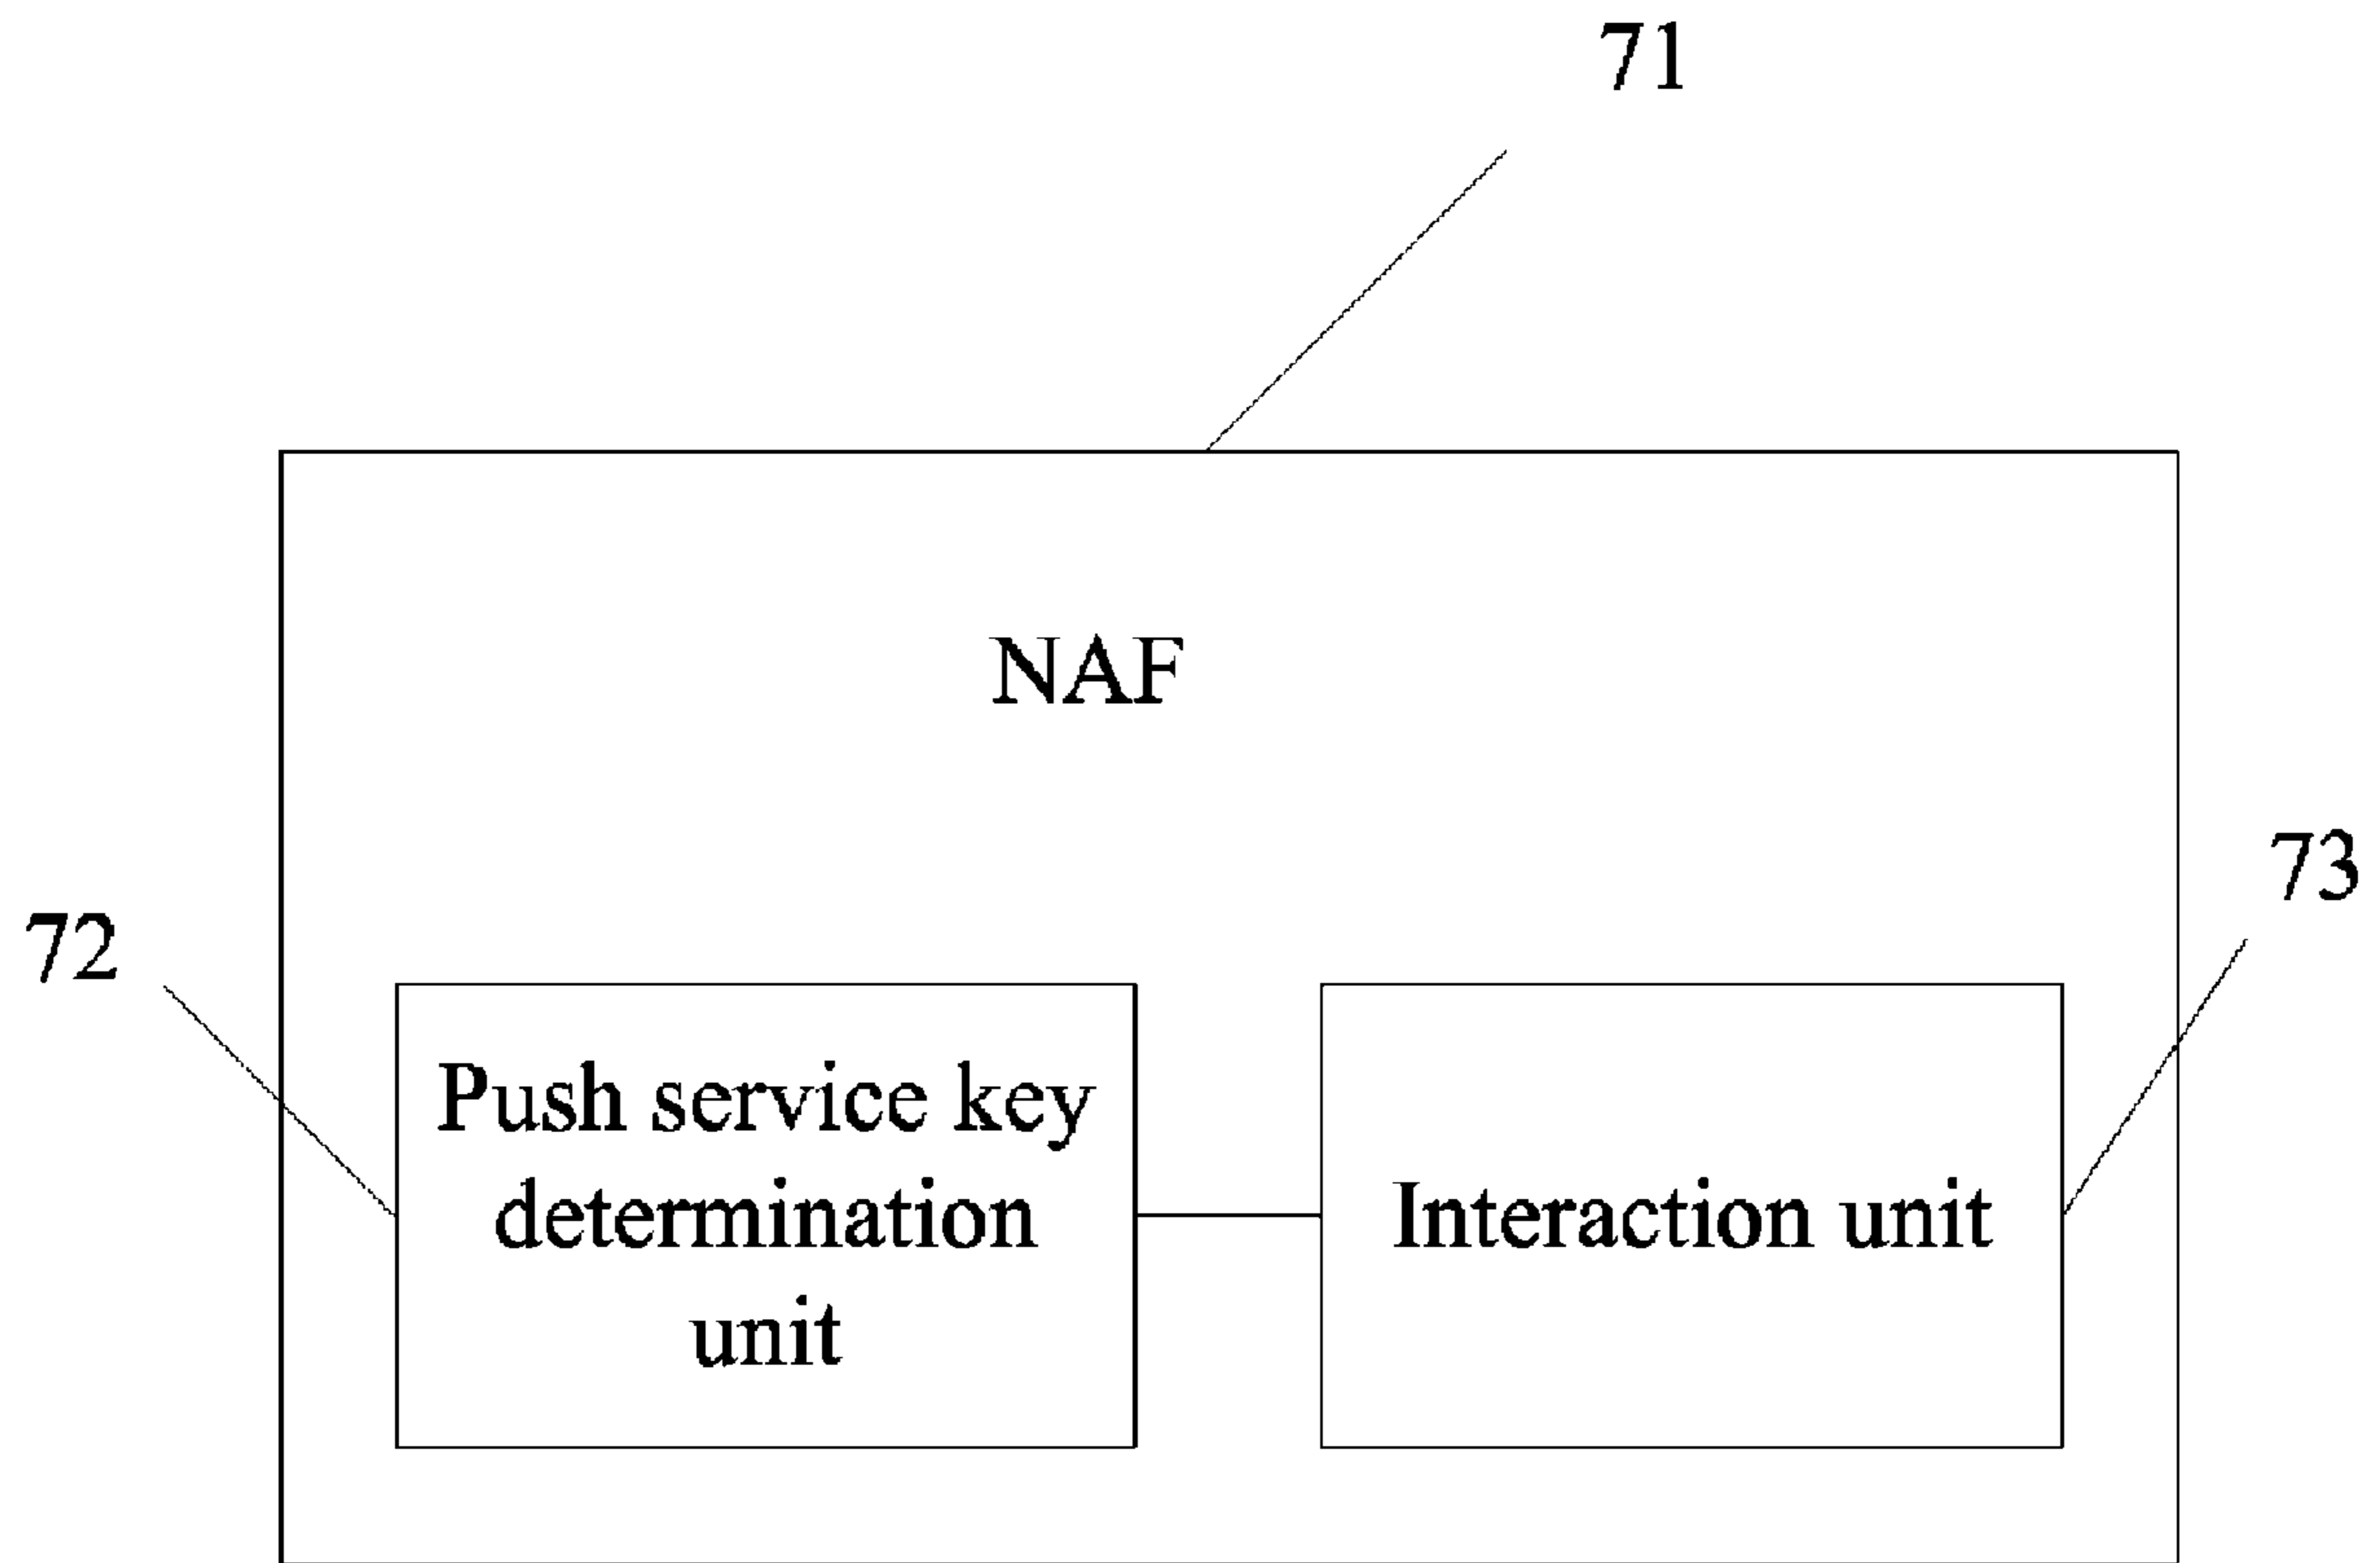 71
NAF
73
72
Push service key
determination
unit
Interaction unit